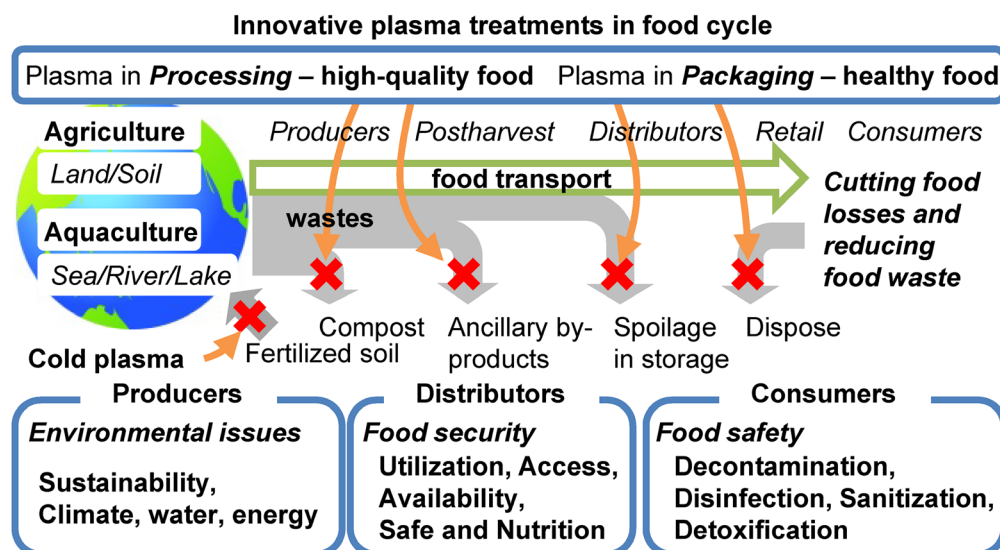 Innovative plasma treatments in food cycle
Plasma in Processing – high-quality food
Plasma in Packaging – healthy food
Agriculture
Land/Soil
Aquaculture
Sea/River/Lake
Producers
Postharvest
Distributors
Retail
Consumers
food transport
wastes
Cutting food
losses and
reducing
food waste
Cold plasma
Fertilized soil
Compost
Ancillary by-
products
Spoilage
in storage
Dispose
Producers
Environmental issues
Sustainability,
Climate, water, energy
Distributors
Food security
Utilization, Access,
Availability,
Safe and Nutrition
Consumers
Food safety
Decontamination,
Disinfection, Sanitization,
Detoxification